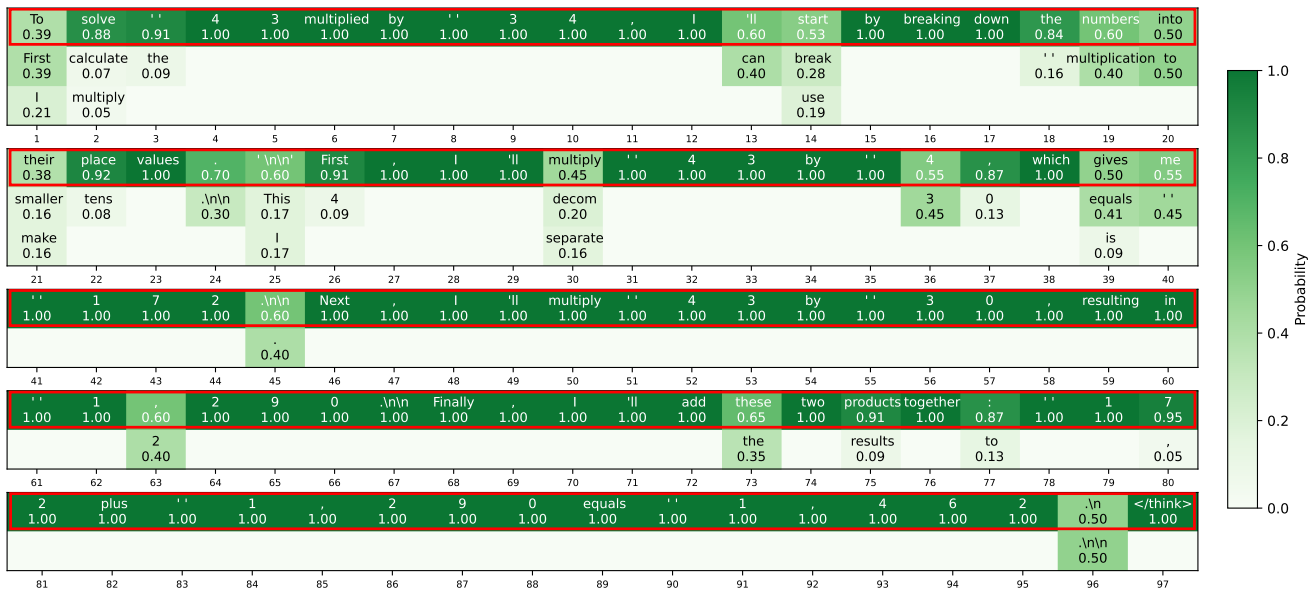 To solve ' ' 4 3 multiplied by ' ' 3 4 , I 'll start by breaking down the numbers into
0.39 0.88 0.91 1.00 1.00 1.00 1.00 1.00 1.00 1.00 1.00 1.00 0.60 0.53 1.00 1.00 1.00 0.84 0.60 0.50
First calculate the can break ' ' multiplication to
0.39 0.07 0.09 0.40 0.28 0.16 0.40 0.50
I multiply use
0.21 0.05 0.19
1 2 3 4 5 6 7 8 9 10 11 12 13 14 15 16 17 18 19 20
their place values . ' \n\n' First , I 'll multiply ' ' 4 3 by ' ' 4 , which gives me
0.38 0.92 1.00 0.70 0.60 0.91 1.00 1.00 1.00 0.45 1.00 1.00 1.00 1.00 1.00 0.55 0.87 1.00 0.50 0.55
smaller tens .\n\n This 4 decom 3 0 equals ' '
0.16 0.08 0.30 0.17 0.09 0.20 0.45 0.13 0.41 0.45
make I separate is
0.16 0.17 0.16 0.09
21 22 23 24 25 26 27 28 29 30 31 32 33 34 35 36 37 38 39 40
' ' 1 7 2 .\n\n Next , I 'll multiply ' ' 4 3 by ' ' 3 0 , resulting in
1.00 1.00 1.00 1.00 0.60 1.00 1.00 1.00 1.00 1.00 1.00 1.00 1.00 1.00 1.00 1.00 1.00 1.00 1.00 1.00
.
0.40
41 42 43 44 45 46 47 48 49 50 51 52 53 54 55 56 57 58 59 60
' ' 1 , 2 9 0 .\n\n Finally , I 'll add these two products together : ' ' 1 7
1.00 1.00 0.60 1.00 1.00 1.00 1.00 1.00 1.00 1.00 1.00 1.00 0.65 1.00 0.91 1.00 0.87 1.00 1.00 0.95
2 the results to ,
0.40 0.35 0.09 0.13 0.05
61 62 63 64 65 66 67 68 69 70 71 72 73 74 75 76 77 78 79 80
2 plus ' ' 1 , 2 9 0 equals ' ' 1 , 4 6 2 .\n </think>
1.00 1.00 1.00 1.00 1.00 1.00 1.00 1.00 1.00 1.00 1.00 1.00 1.00 1.00 1.00 0.50 1.00
.\n\n
0.50
81 82 83 84 85 86 87 88 89 90 91 92 93 94 95 96 97
1.0
0.8
0.6
0.4
0.2
0.0
Probability